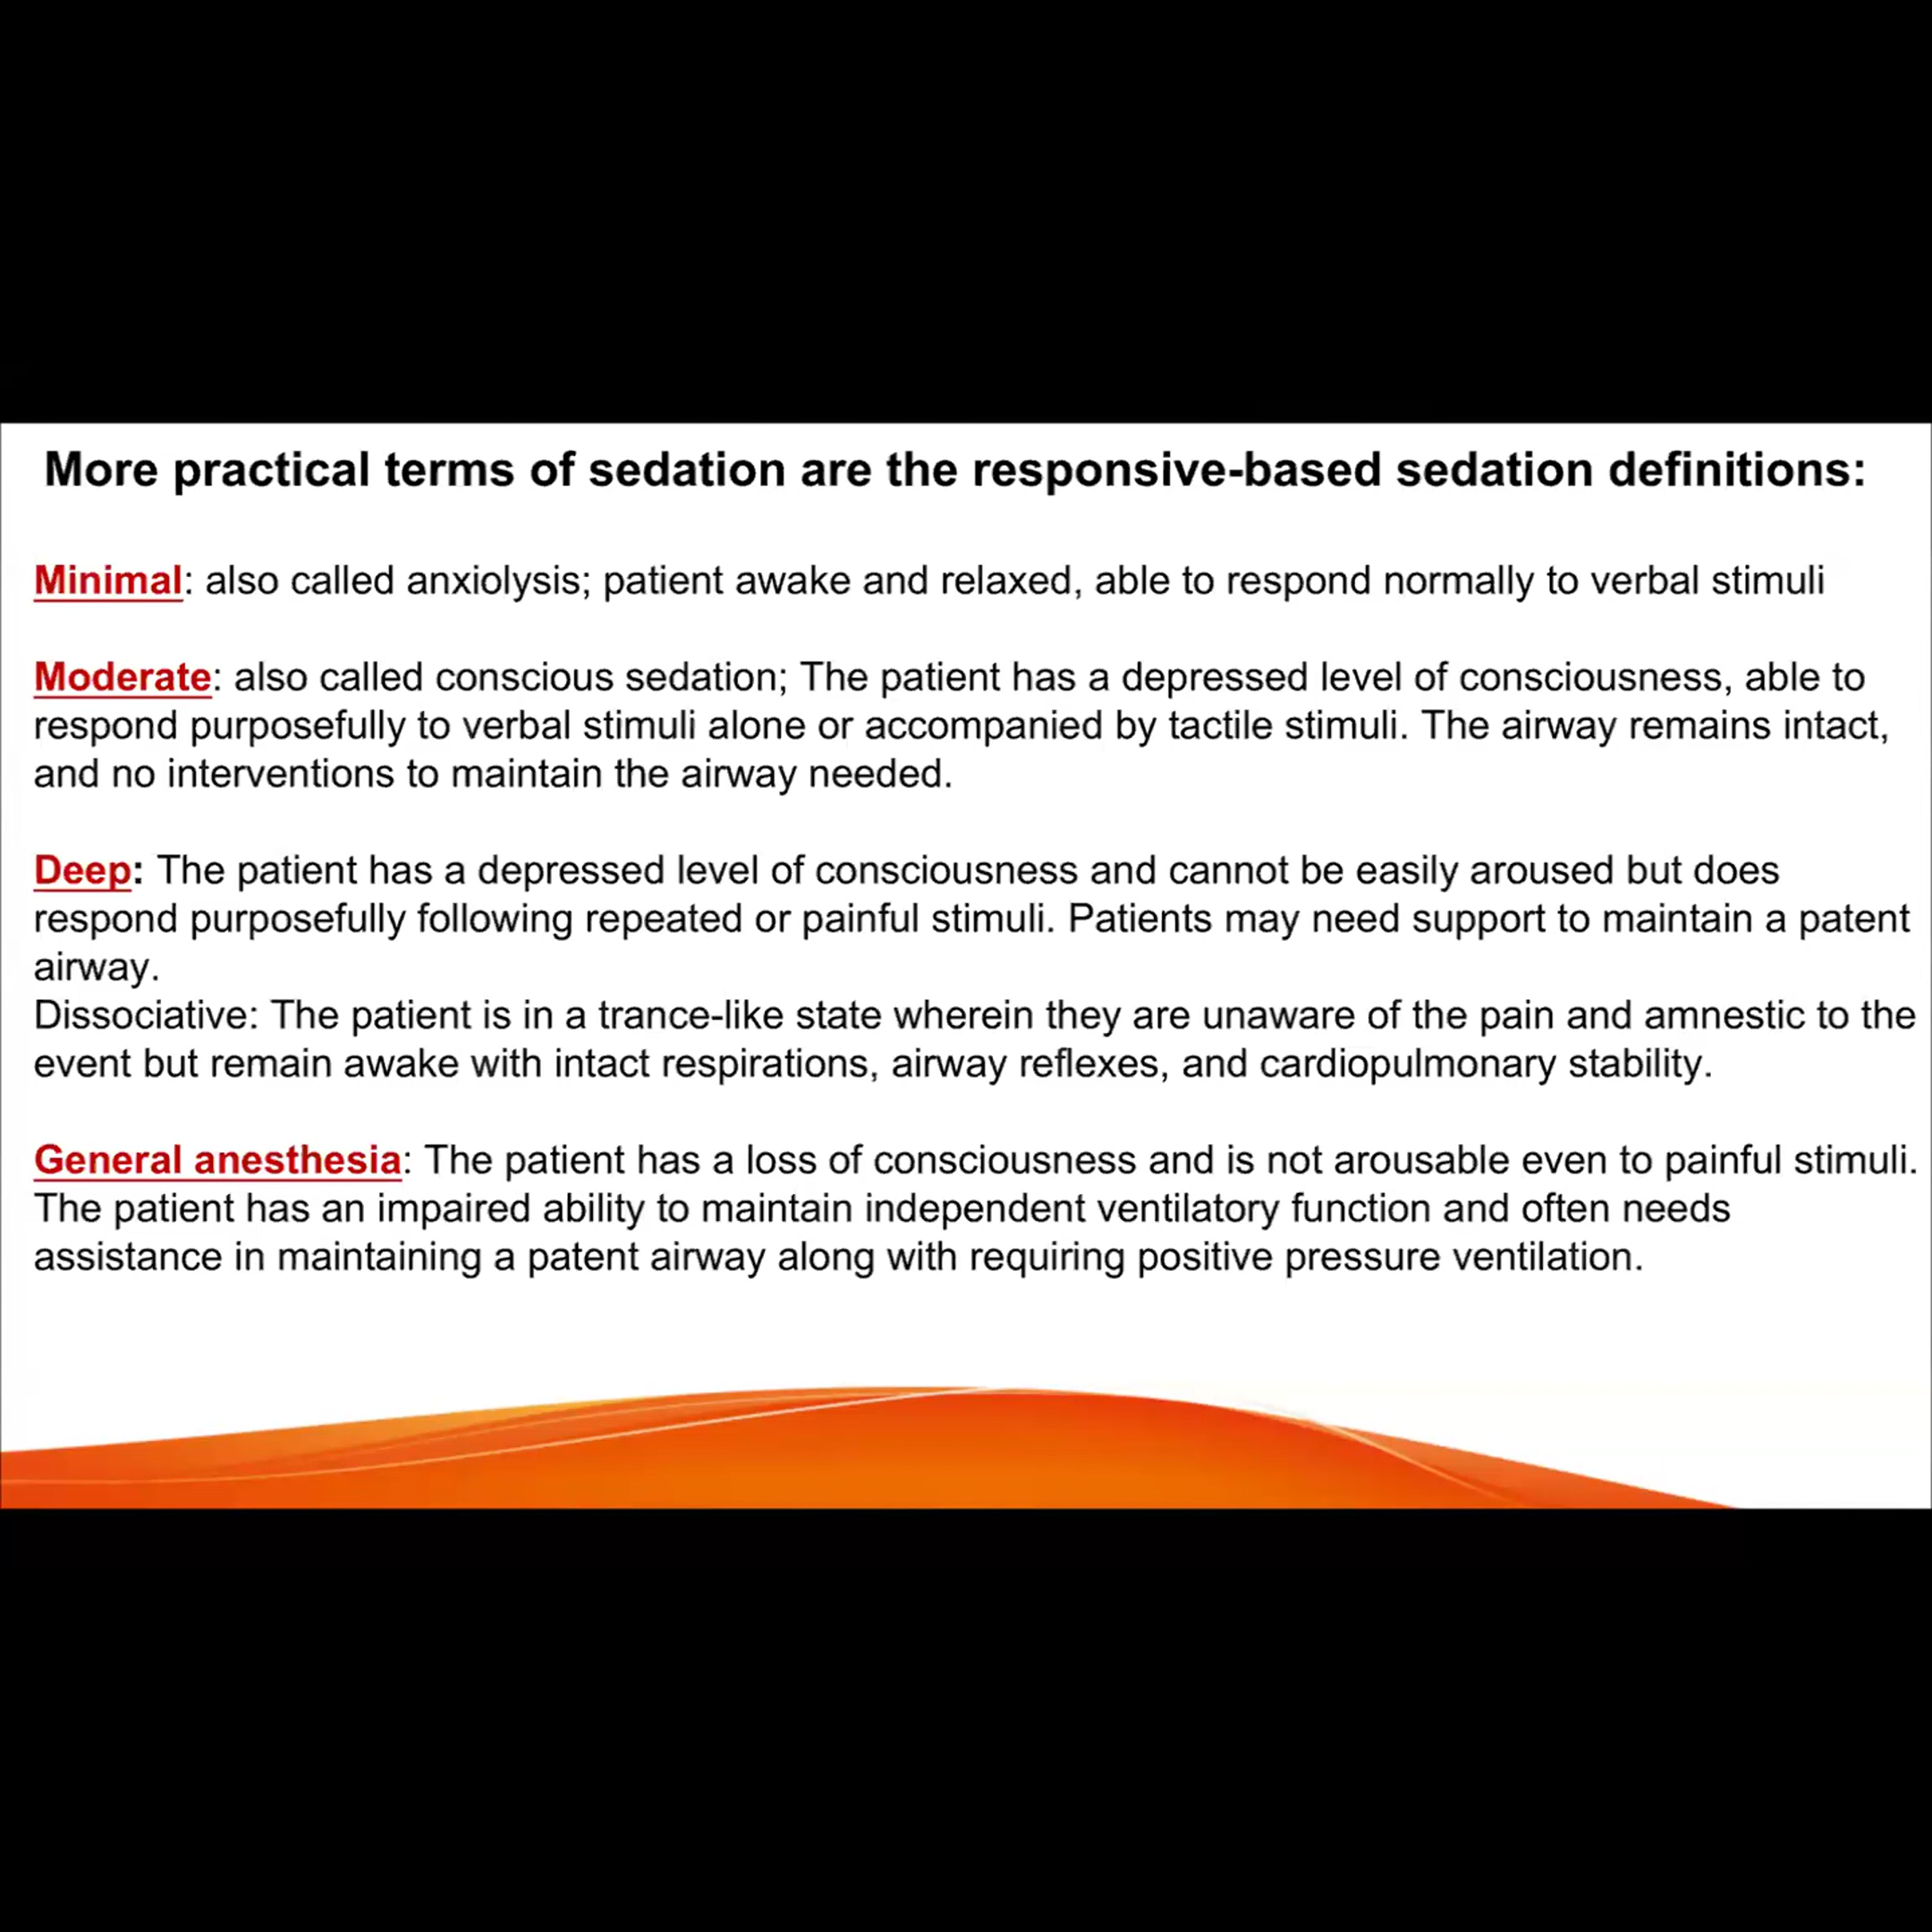 More practical terms of sedation are the responsive-based sedation definitions:
Minimal: also called anxiolysis; patient awake and relaxed, able to respond normally to verbal stimuli
Moderate: also called conscious sedation; The patient has a depressed level of consciousness, able to
respond purposefully to verbal stimuli alone or accompanied by tactile stimuli. The airway remains intact,
and no interventions to maintain the airway needed.
Deep: The patient has a depressed level of consciousness and cannot be easily aroused but does
respond purposefully following repeated or painful stimuli. Patients may need support to maintain a patent
airway.
Dissociative: The patient is in a trance-like state wherein they are unaware of the pain and amnestic to the
event but remain awake with intact respirations, airway reflexes, and cardiopulmonary stability.
General anesthesia: The patient has a loss of consciousness and is not arousable even to painful stimuli.
The patient has an impaired ability to maintain independent ventilatory function and often needs
assistance in maintaining a patent airway along with requiring positive pressure ventilation.